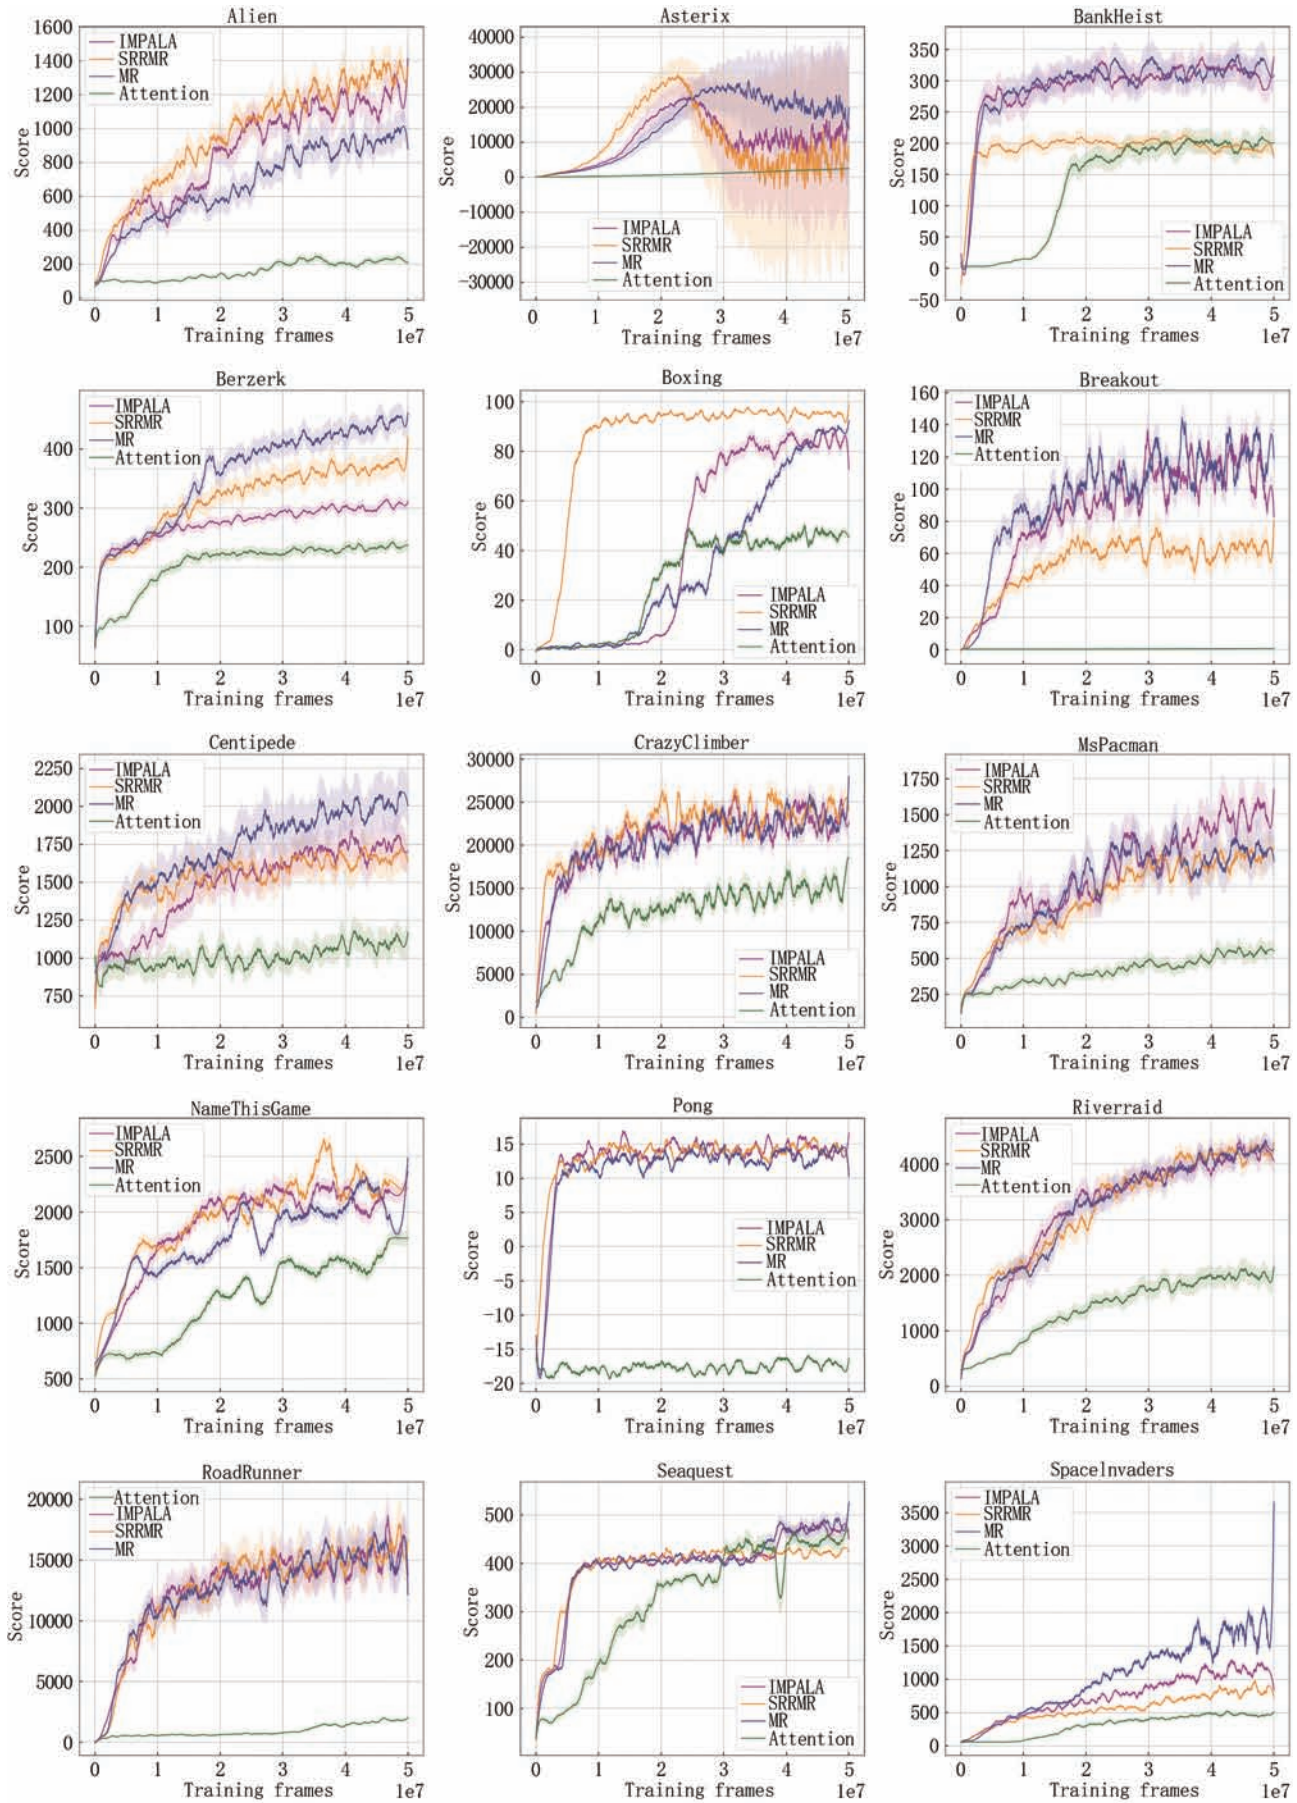 Alien
1600
1400
1200
1000
800
600
400
200
0
Score
IMPALA
SRRMR
MR
Attention
0 1 2 3 4 5
Training frames 1e7
Asterix
40000
30000
20000
10000
0
−10000
−20000
−30000
Score
IMPALA
SRRMR
MR
Attention
0 1 2 3 4 5
Training frames 1e7
BankHeist
350
300
250
200
150
100
50
0
−50
Score
IMPALA
SRRMR
MR
Attention
0 1 2 3 4 5
Training frames 1e7
Berzerk
400
300
200
100
Score
IMPALA
SRRMR
MR
Attention
0 1 2 3 4 5
Training frames 1e7
Boxing
100
80
60
40
20
0
Score
IMPALA
SRRMR
MR
Attention
0 1 2 3 4 5
Training frames 1e7
Breakout
160
140
120
100
80
60
40
20
0
Score
IMPALA
SRRMR
MR
Attention
0 1 2 3 4 5
Training frames 1e7
Centipede
2250
2000
1750
1500
1250
1000
750
Score
IMPALA
SRRMR
MR
Attention
0 1 2 3 4 5
Training frames 1e7
CrazyClimber
30000
25000
20000
15000
10000
5000
0
Score
IMPALA
SRRMR
MR
Attention
0 1 2 3 4 5
Training frames 1e7
MsPacman
1750
1500
1250
1000
750
500
250
Score
IMPALA
SRRMR
MR
Attention
0 1 2 3 4 5
Training frames 1e7
NameThisGame
2500
2000
1500
1000
500
Score
IMPALA
SRRMR
MR
Attention
0 1 2 3 4 5
Training frames 1e7
Pong
15
10
5
0
−5
−10
−15
−20
Score
IMPALA
SRRMR
MR
Attention
0 1 2 3 4 5
Training frames 1e7
Riverraid
4000
3000
2000
1000
0
Score
IMPALA
SRRMR
MR
Attention
0 1 2 3 4 5
Training frames 1e7
RoadRunner
20000
15000
10000
5000
0
Score
Attention
IMPALA
SRRMR
MR
0 1 2 3 4 5
Training frames 1e7
Seaquest
500
400
300
200
100
Score
IMPALA
SRRMR
MR
Attention
0 1 2 3 4 5
Training frames 1e7
SpaceInvaders
3500
3000
2500
2000
1500
1000
500
0
Score
IMPALA
SRRMR
MR
Attention
0 1 2 3 4 5
Training frames 1e7